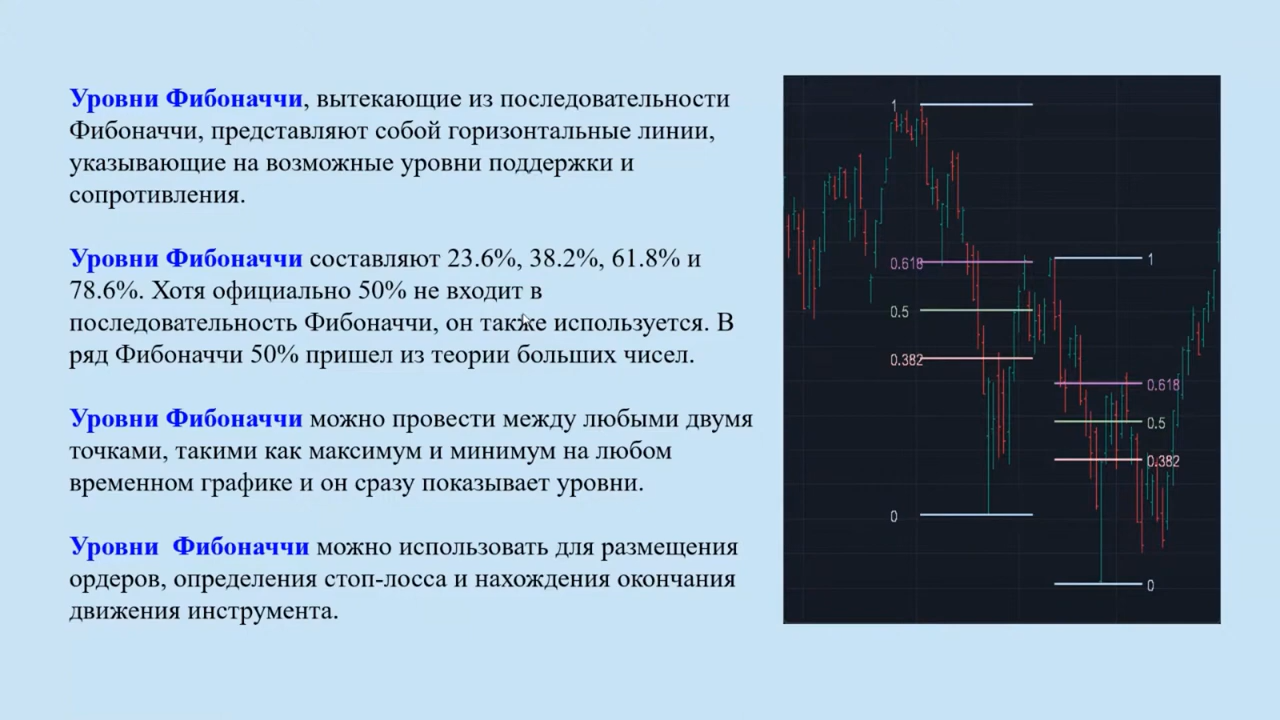 Уровни Фибоначчи, вытекающие из последовательности
Фибоначчи, представляют собой горизонтальные линии,
указывающие на возможные уровни поддержки и
сопротивления.
Уровни Фибоначчи составляют 23.6%, 38.2%, 61.8% и
78.6%. Хотя официально 50% не входит в
последовательность Фибоначчи, он также используется. В
ряд Фибоначчи 50% пришел из теории больших чисел.
Уровни Фибоначчи можно провести между любыми двумя
точками, такими как максимум и минимум на любом
временном графике и он сразу показывает уровни.
Уровни  Фибоначчи можно использовать для размещения
ордеров, определения стоп-лосса и нахождения окончания
движения инструмента.
1
0.618
0.5
0.382
0
1
0.618
0.5
0.382
0